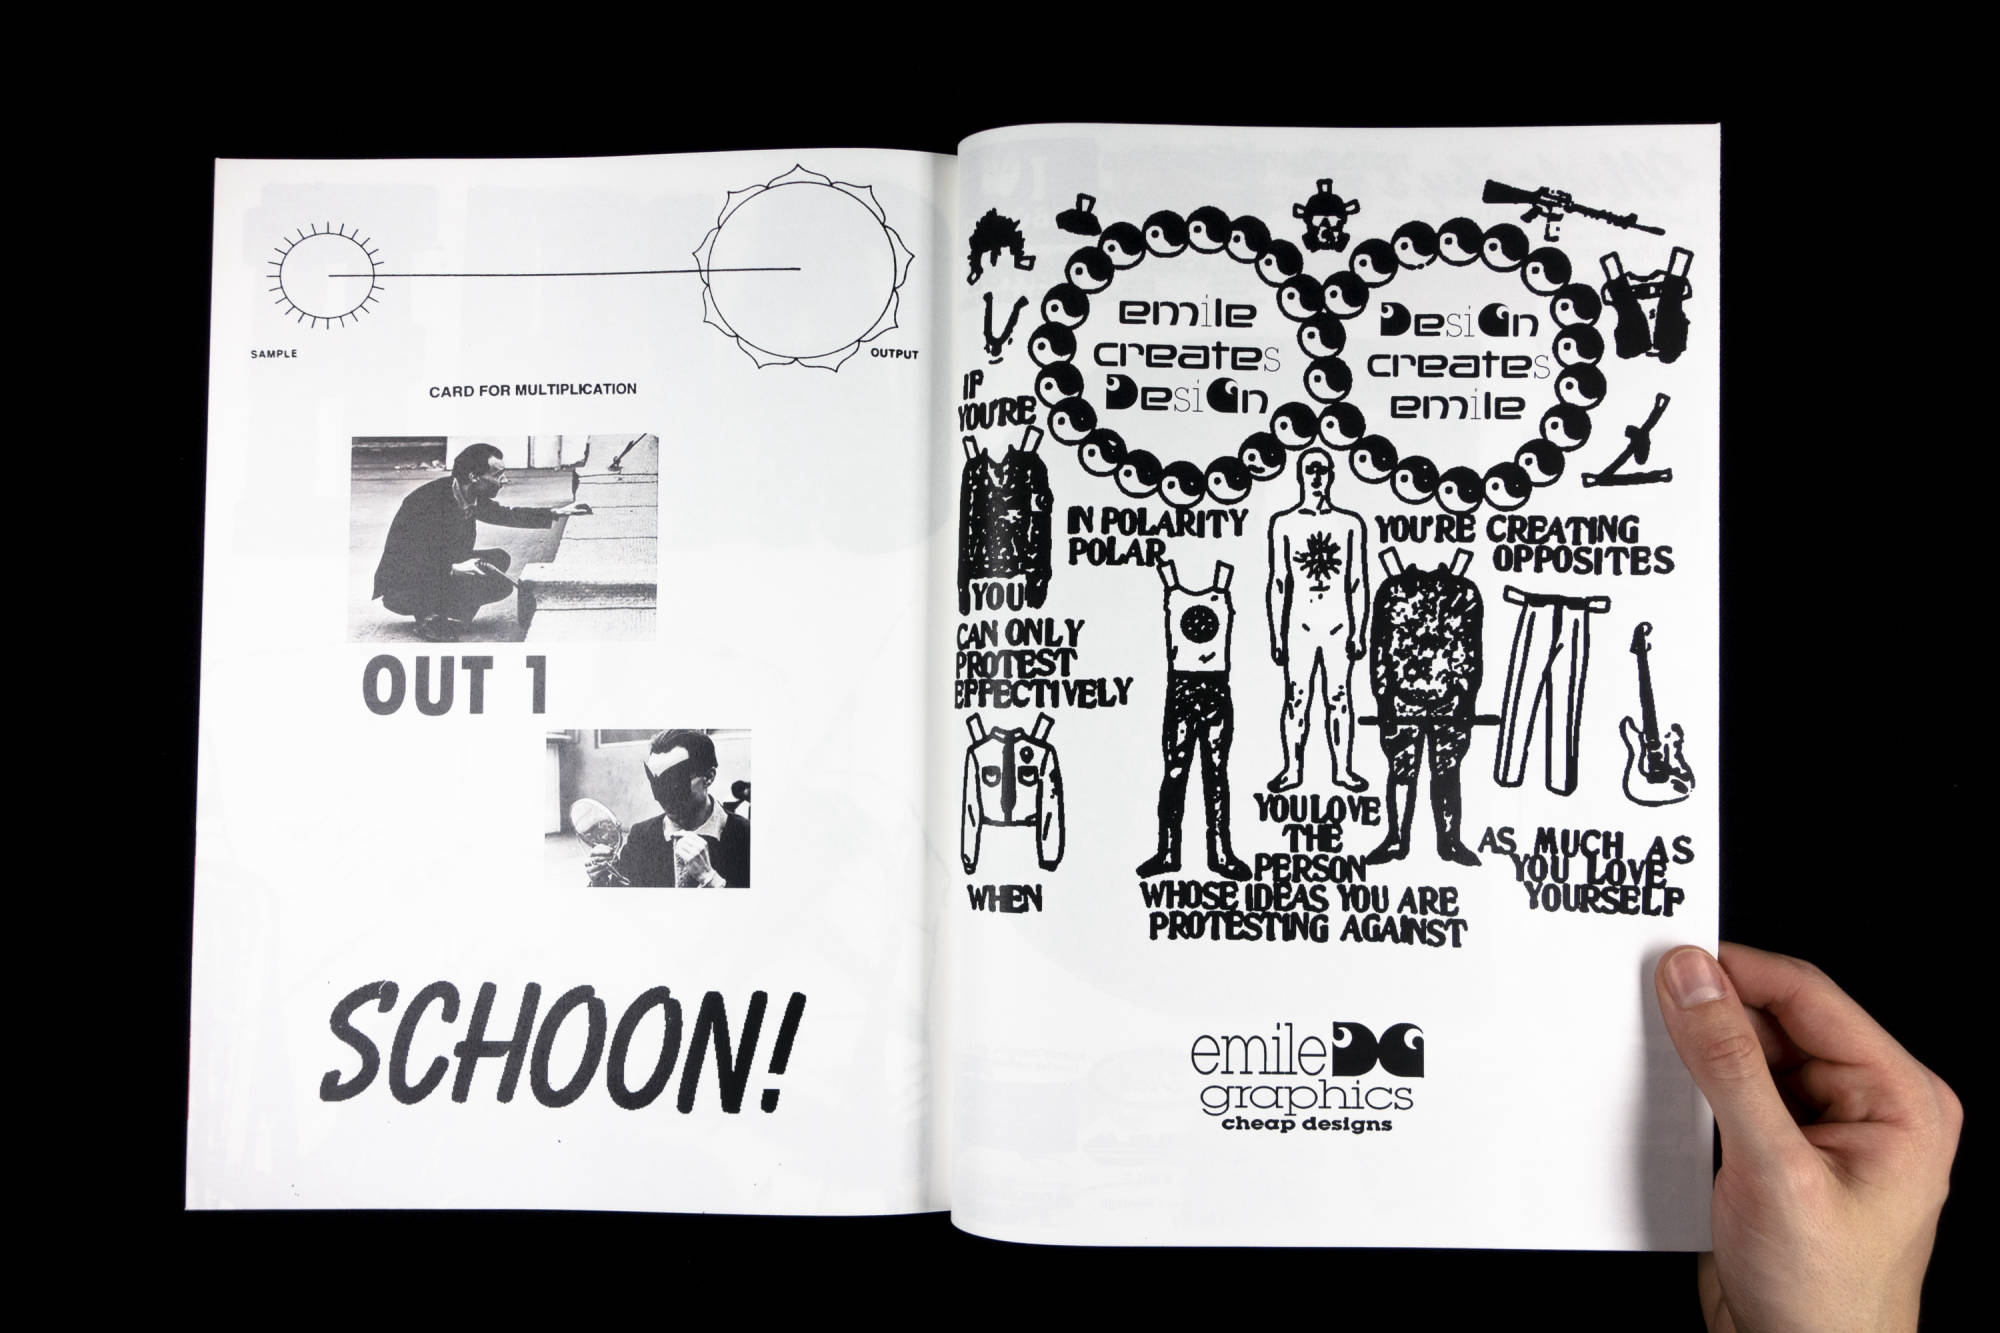 SAMPLE
OUTPUT
CARD FOR MULTIPLICATION
OUT 1
SCHOON!
emile
creates
Design
Design
creates
emile
IF
YOU'RE
IN POLARITY
POLAR
YOU'RE CREATING
OPPOSITES
YOU
CAN ONLY
PROTEST
EFFECTIVELY
WHEN
YOU LOVE
THE
PERSON
WHOSE IDEAS YOU ARE
PROTESTING AGAINST
AS MUCH AS
YOU LOVE
YOURSELF
emile DG
graphics
cheap designs